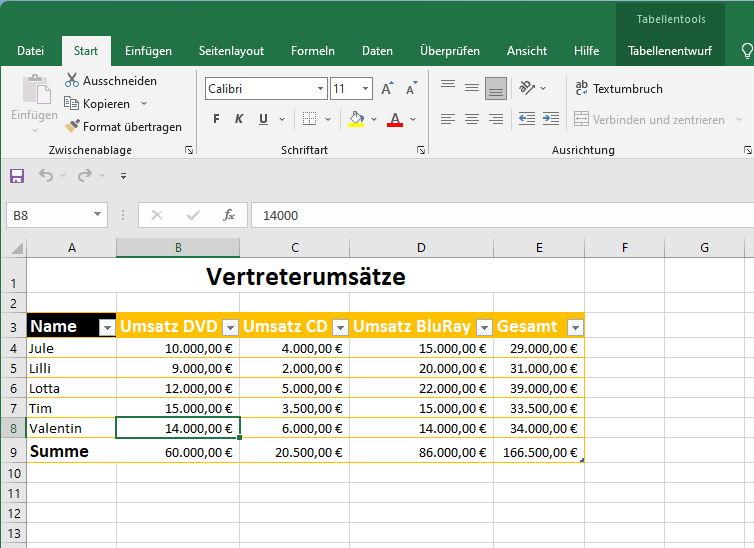 Tabellentools
Datei Start Einfügen Seitenlayout Formeln Daten Überprüfen Ansicht Hilfe Tabellenentwurf
Einfügen
Ausschneiden
Kopieren
Format übertragen
Zwischenablage
Calibri 11 A A
F K U A
Schriftart
ab Textumbruch
Verbinden und zentrieren
Ausrichtung
B8 fx 14000
A B C D E F G
1 Vertreterumsätze
2
3 Name Umsatz DVD Umsatz CD Umsatz BluRay Gesamt
4 Jule 10.000,00 € 4.000,00 € 15.000,00 € 29.000,00 €
5 Lilli 9.000,00 € 2.000,00 € 20.000,00 € 31.000,00 €
6 Lotta 12.000,00 € 5.000,00 € 22.000,00 € 39.000,00 €
7 Tim 15.000,00 € 3.500,00 € 15.000,00 € 33.500,00 €
8 Valentin 14.000,00 € 6.000,00 € 14.000,00 € 34.000,00 €
9 Summe 60.000,00 € 20.500,00 € 86.000,00 € 166.500,00 €
10
11
12
13